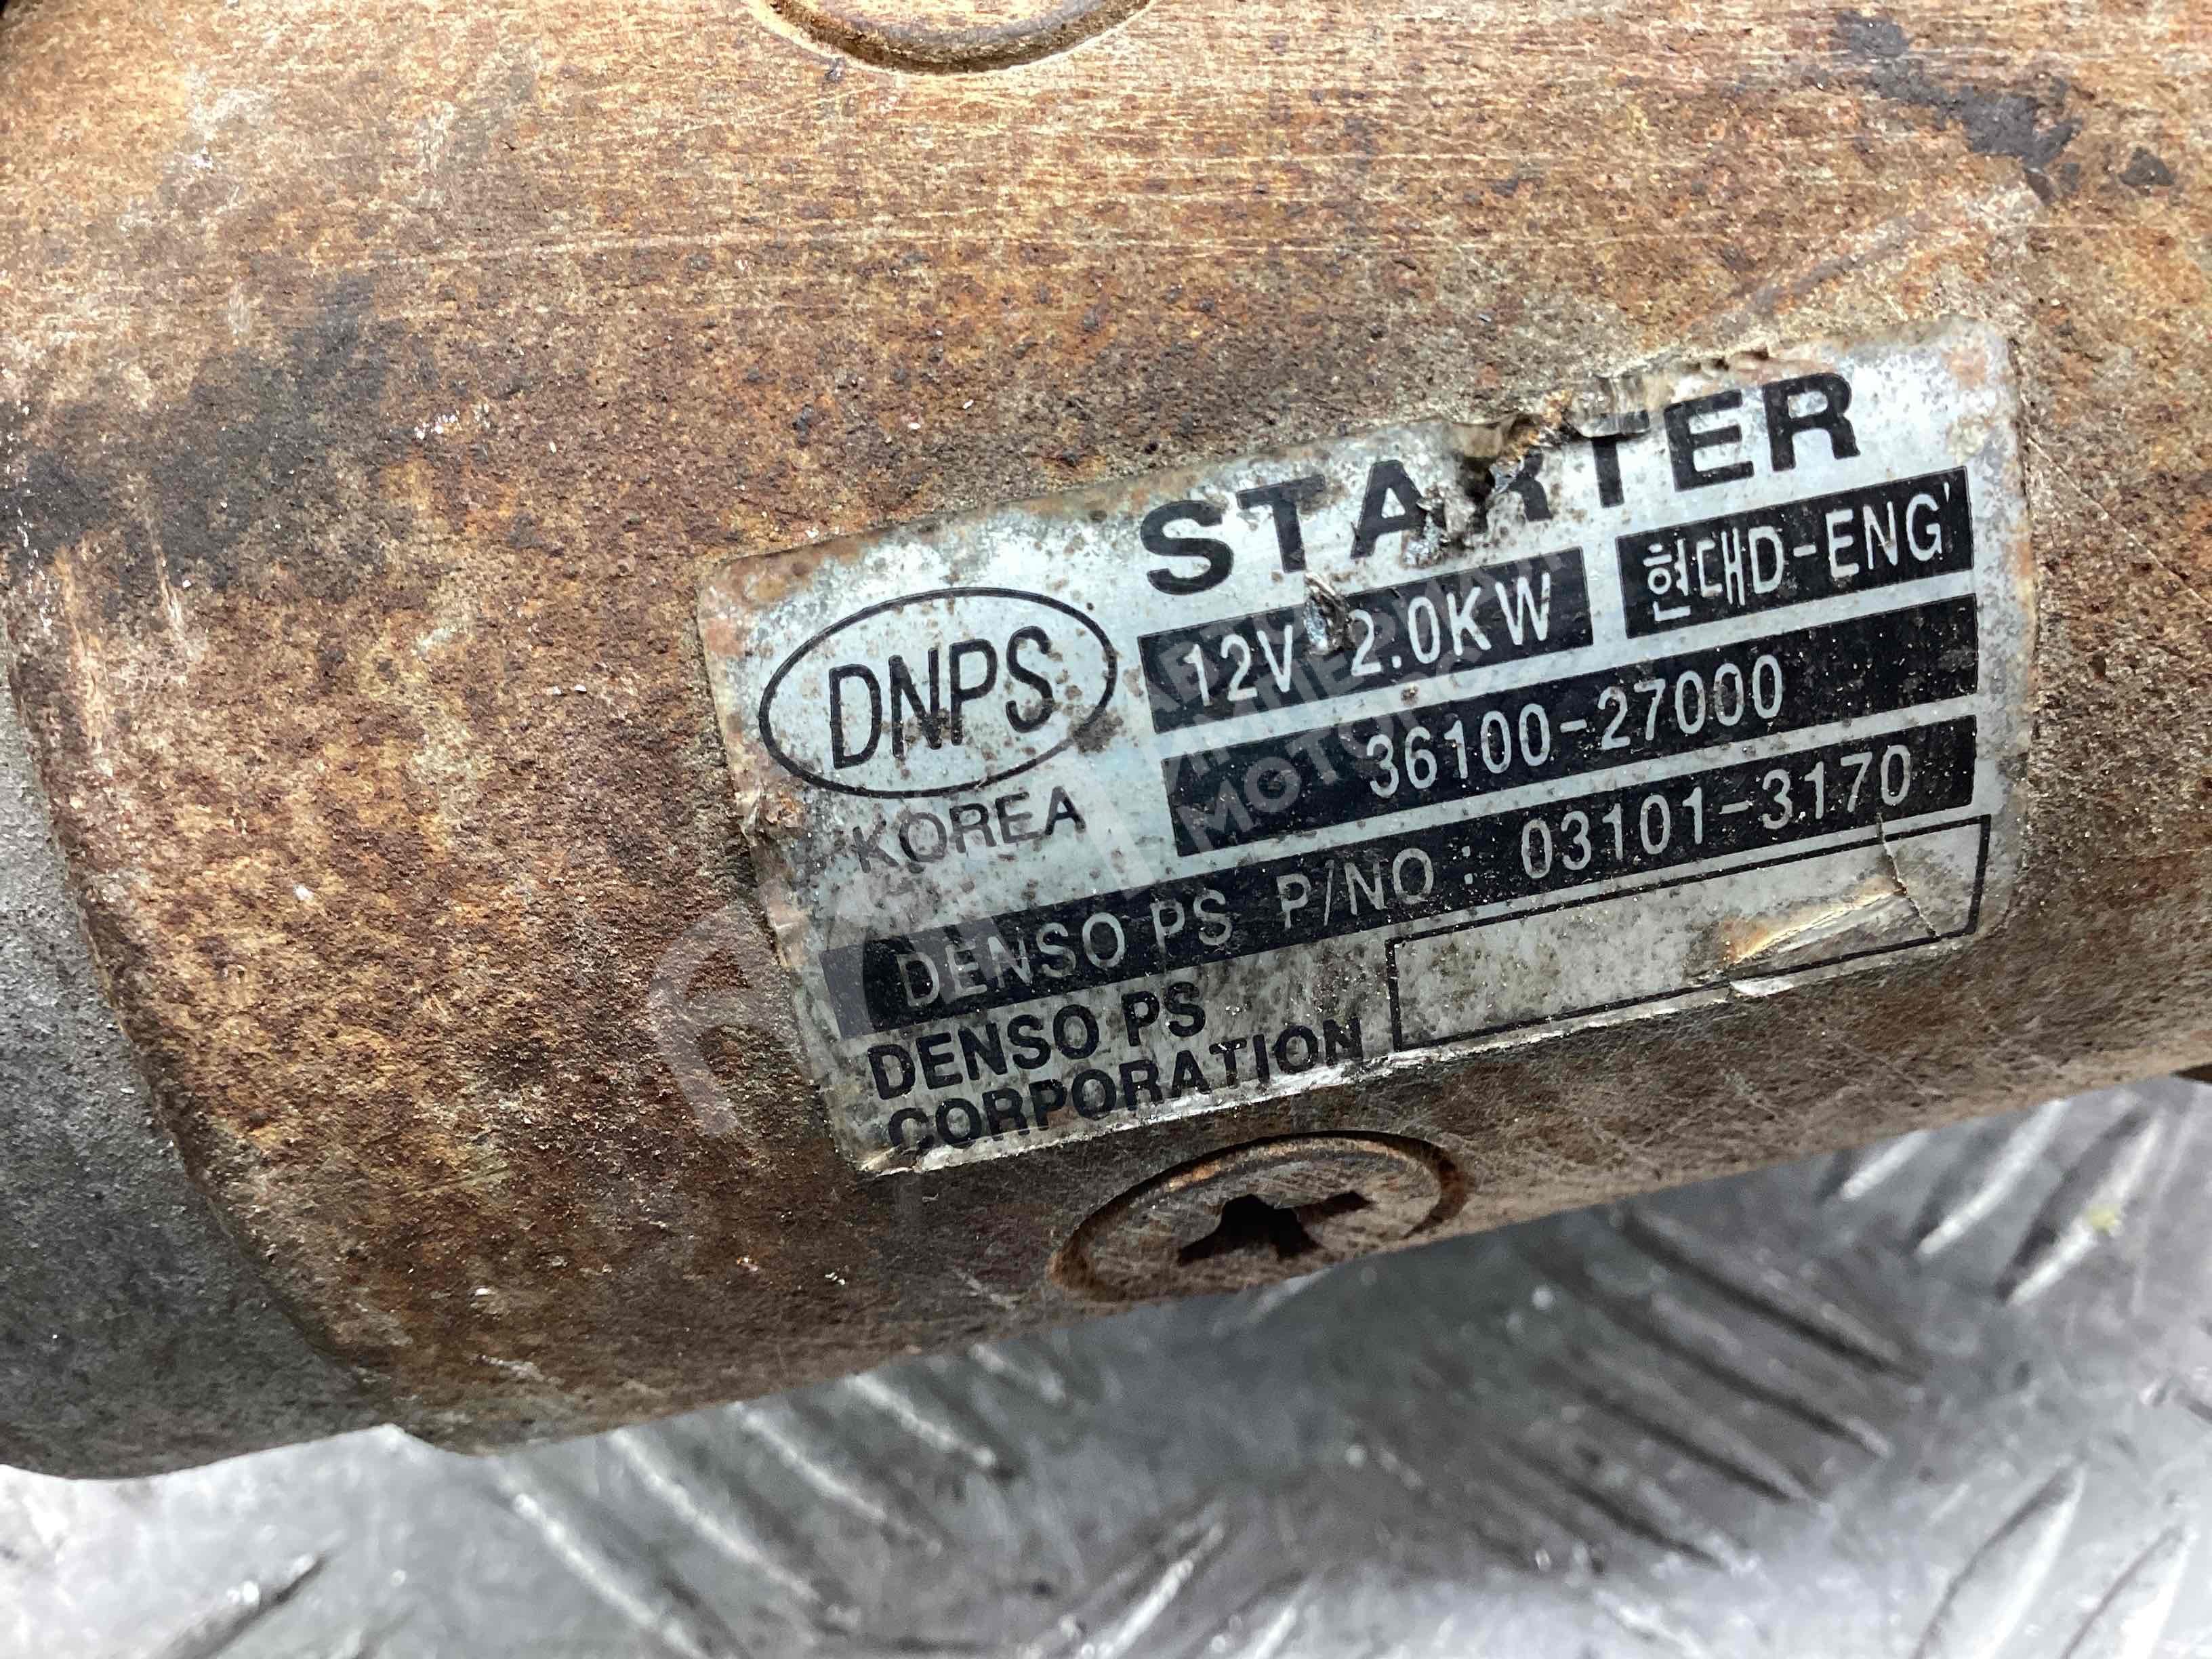 STARTER
DNPS
KOREA
12V 2.0KW
현대D-ENG'
36100-27000
DENSO PS P/NO : 03101-3170
DENSO PS
CORPORATION